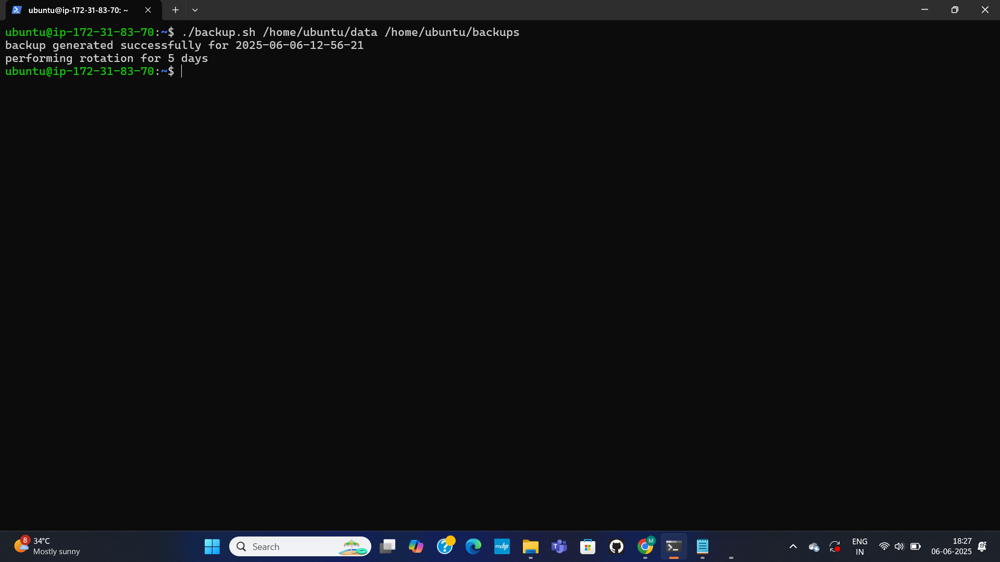 ubuntu@ip-172-31-83-70: ~
ubuntu@ip-172-31-83-70:~$ ./backup.sh /home/ubuntu/data /home/ubuntu/backups
backup generated successfully for 2025-06-06-12-56-21
performing rotation for 5 days
ubuntu@ip-172-31-83-70:~$
8
34°C
Mostly sunny
Search
myhp
T
M
ENG
IN
18:27
06-06-2025